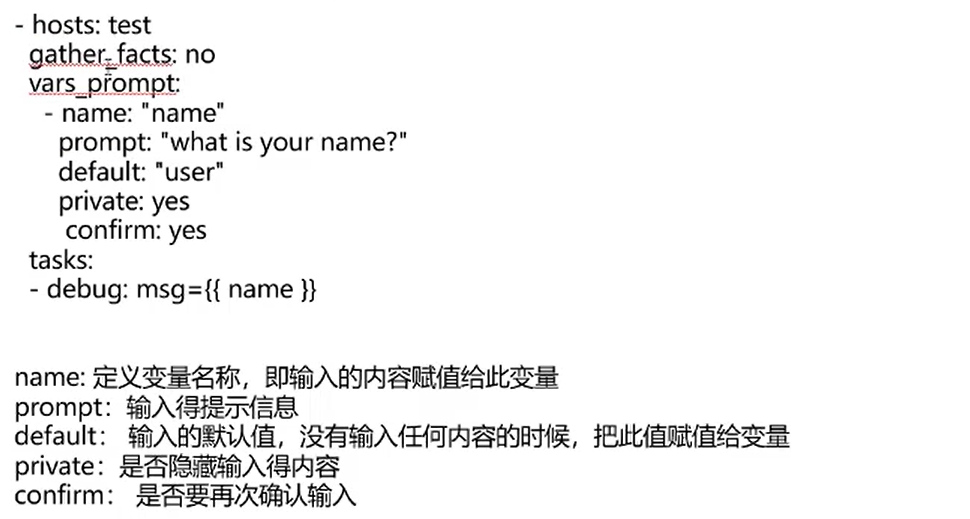 - hosts: test
gather_facts: no
vars_prompt:
- name: "name"
prompt: "what is your name?"
default: "user"
private: yes
confirm: yes
tasks:
- debug: msg={{ name }}
name: 定义变量名称，即输入的内容赋值给此变量
prompt：输入得提示信息
default： 输入的默认值，没有输入任何内容的时候，把此值赋值给变量
private：是否隐藏输入得内容
confirm： 是否要再次确认输入